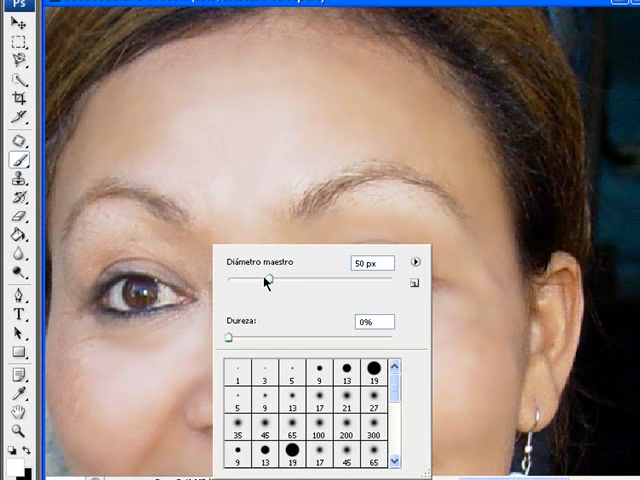 Ps
Diámetro maestro
50 px
Dureza:
0%
1 3 5 9 13 19
5 9 13 17 21 27
35 45 65 100 200 300
9 13 19 17 45 65
T